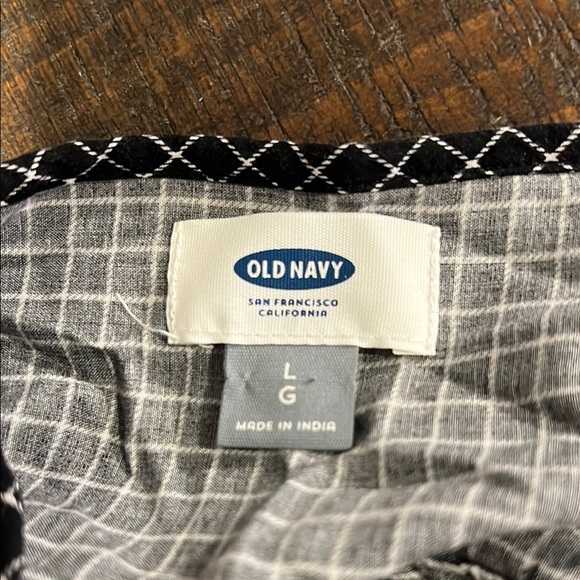 OLD NAVY
SAN FRANCISCO
CALIFORNIA
L
G
MADE IN INDIA